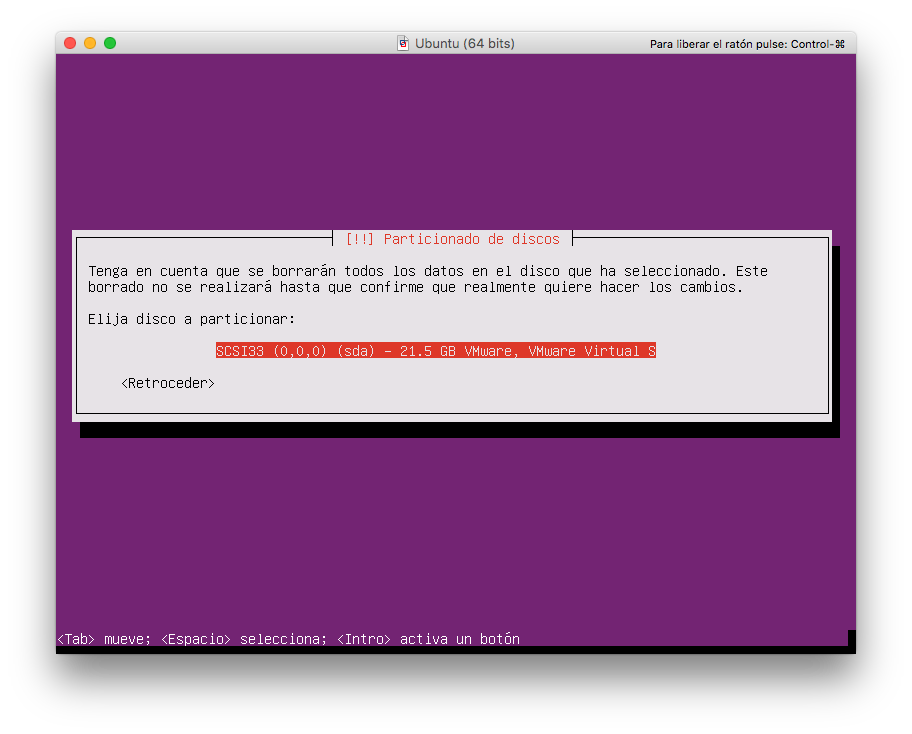 Ubuntu (64 bits)
Para liberar el ratón pulse: Control-⌘
[!!] Particionado de discos
Tenga en cuenta que se borrarán todos los datos en el disco que ha seleccionado. Este
borrado no se realizará hasta que confirme que realmente quiere hacer los cambios.
Elija disco a particionar:
SCSI33 (0,0,0) (sda) - 21.5 GB VMware, VMware Virtual S
<Retroceder>
<Tab> mueve; <Espacio> selecciona; <Intro> activa un botón